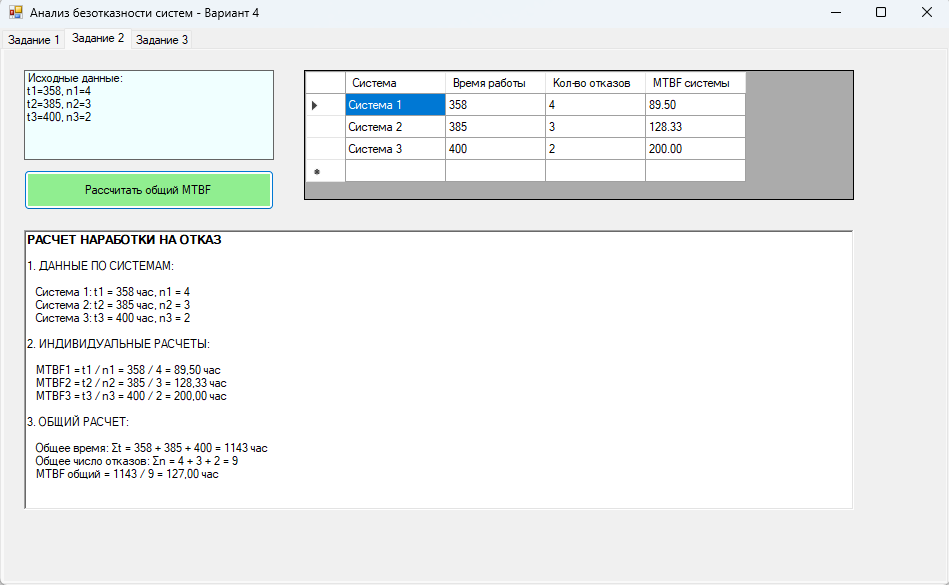 Анализ безотказности систем - Вариант 4
Задание 1 Задание 2 Задание 3
Исходные данные:
t1=358, n1=4
t2=385, n2=3
t3=400, n3=2
Рассчитать общий MTBF
Система Время работы Кол-во отказов MTBF системы
Система 1 358 4 89.50
Система 2 385 3 128.33
Система 3 400 2 200.00
РАСЧЕТ НАРАБОТКИ НА ОТКАЗ
1. ДАННЫЕ ПО СИСТЕМАМ:
Система 1: t1 = 358 час, n1 = 4
Система 2: t2 = 385 час, n2 = 3
Система 3: t3 = 400 час, n3 = 2
2. ИНДИВИДУАЛЬНЫЕ РАСЧЕТЫ:
MTBF1 = t1 / n1 = 358 / 4 = 89,50 час
MTBF2 = t2 / n2 = 385 / 3 = 128,33 час
MTBF3 = t3 / n3 = 400 / 2 = 200,00 час
3. ОБЩИЙ РАСЧЕТ:
Общее время: Σt = 358 + 385 + 400 = 1143 час
Общее число отказов: Σn = 4 + 3 + 2 = 9
MTBF общий = 1143 / 9 = 127,00 час